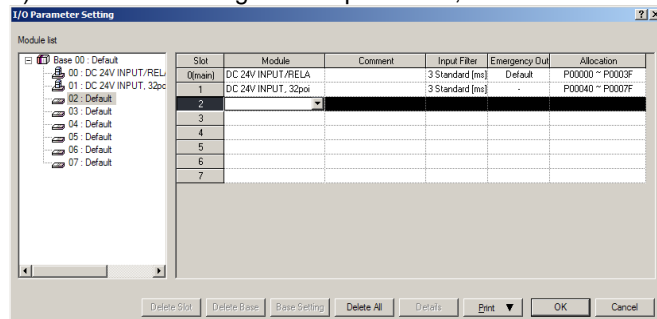 I/O Parameter Setting
Module list
Base 00 : Default
00 : DC 24V INPUT/REL
01 : DC 24V INPUT, 32po
02 : Default
03 : Default
04 : Default
05 : Default
06 : Default
07 : Default
Slot Module Comment Input Filter Emergency Out Allocation
0(main) DC 24V INPUT/RELA 3 Standard [ms] Default P00000 ~ P0003F
1 DC 24V INPUT, 32poi 3 Standard [ms] - P00040 ~ P0007F
2
3
4
5
6
7
Delete Slot Delete Base Base Setting Delete All Details Print ▼ OK Cancel